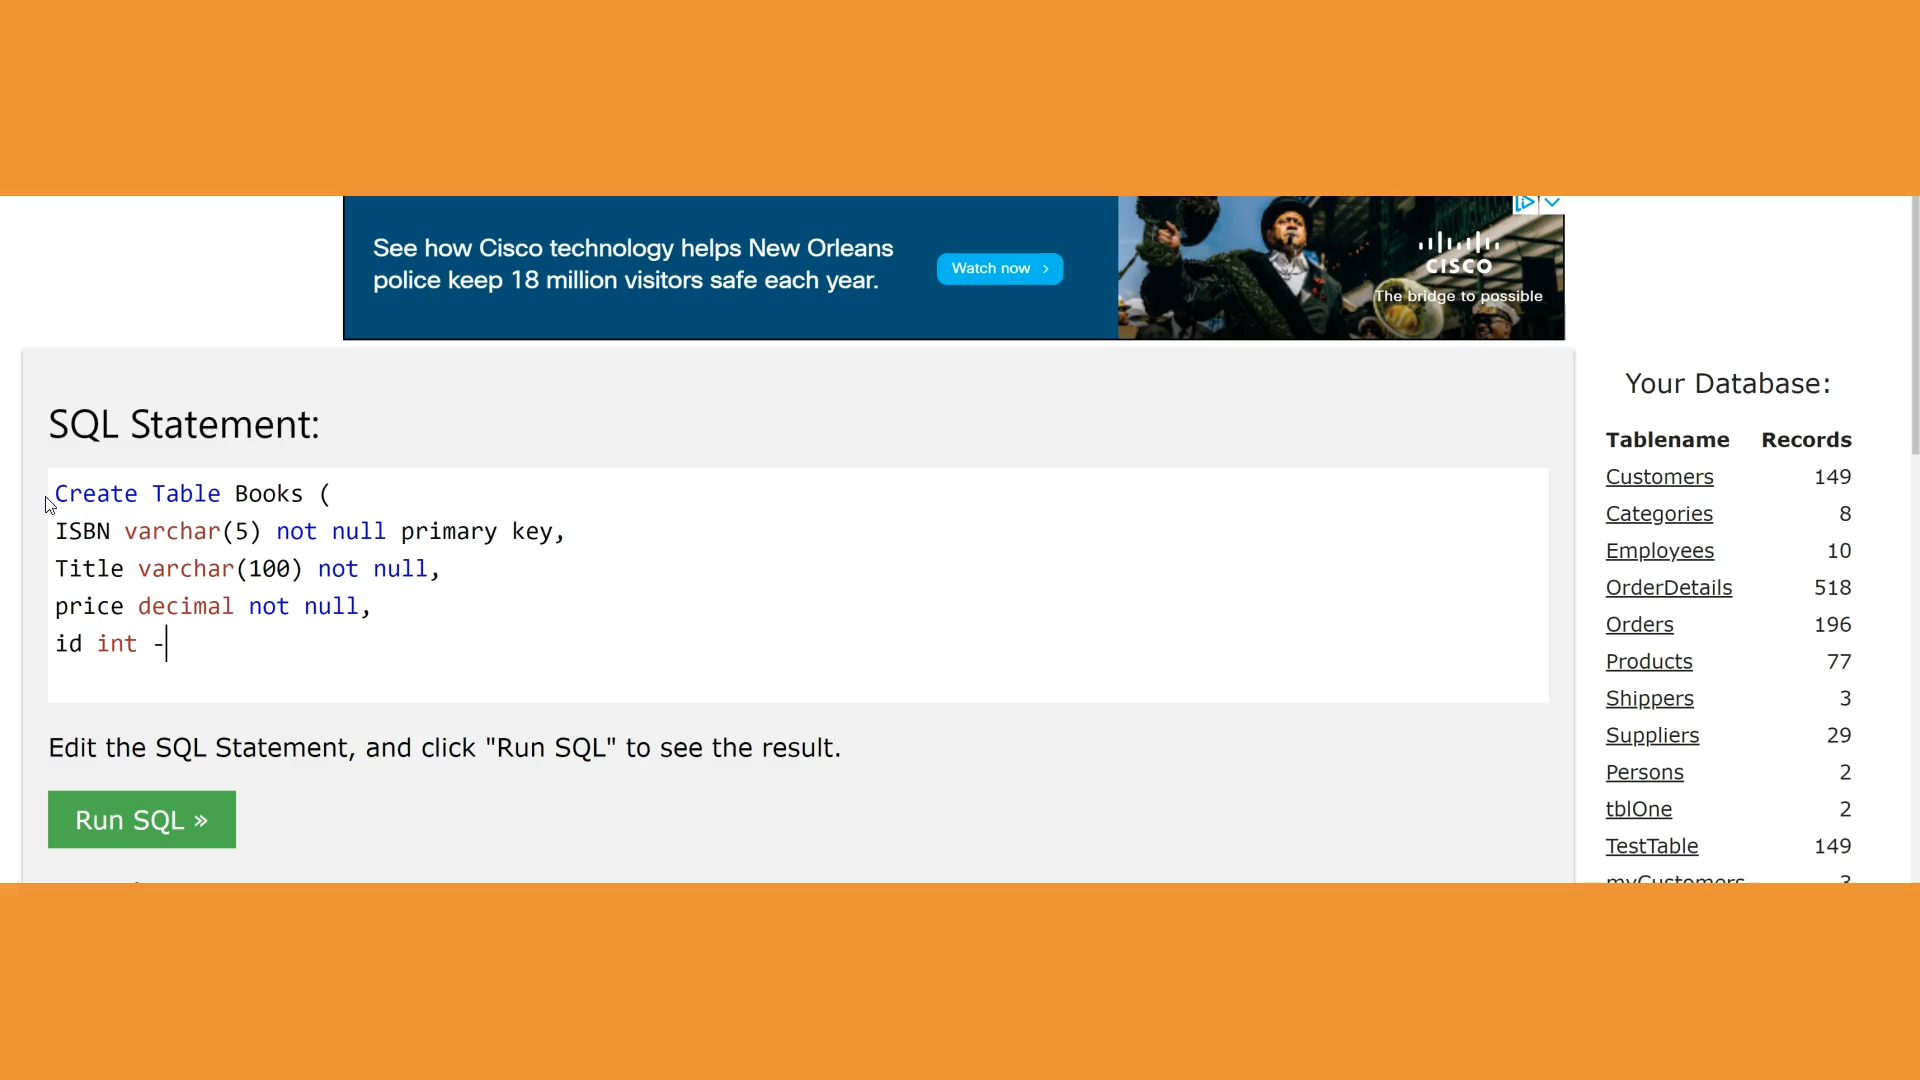 See how Cisco technology helps New Orleans
police keep 18 million visitors safe each year.
Watch now >
CISCO
The bridge to possible
SQL Statement:
Create Table Books (
ISBN varchar(5) not null primary key,
Title varchar(100) not null,
price decimal not null,
id int -
Edit the SQL Statement, and click "Run SQL" to see the result.
Run SQL »
Your Database:
Tablename Records
Customers 149
Categories 8
Employees 10
OrderDetails 518
Orders 196
Products 77
Shippers 3
Suppliers 29
Persons 2
tblOne 2
TestTable 149
myCustomers 3